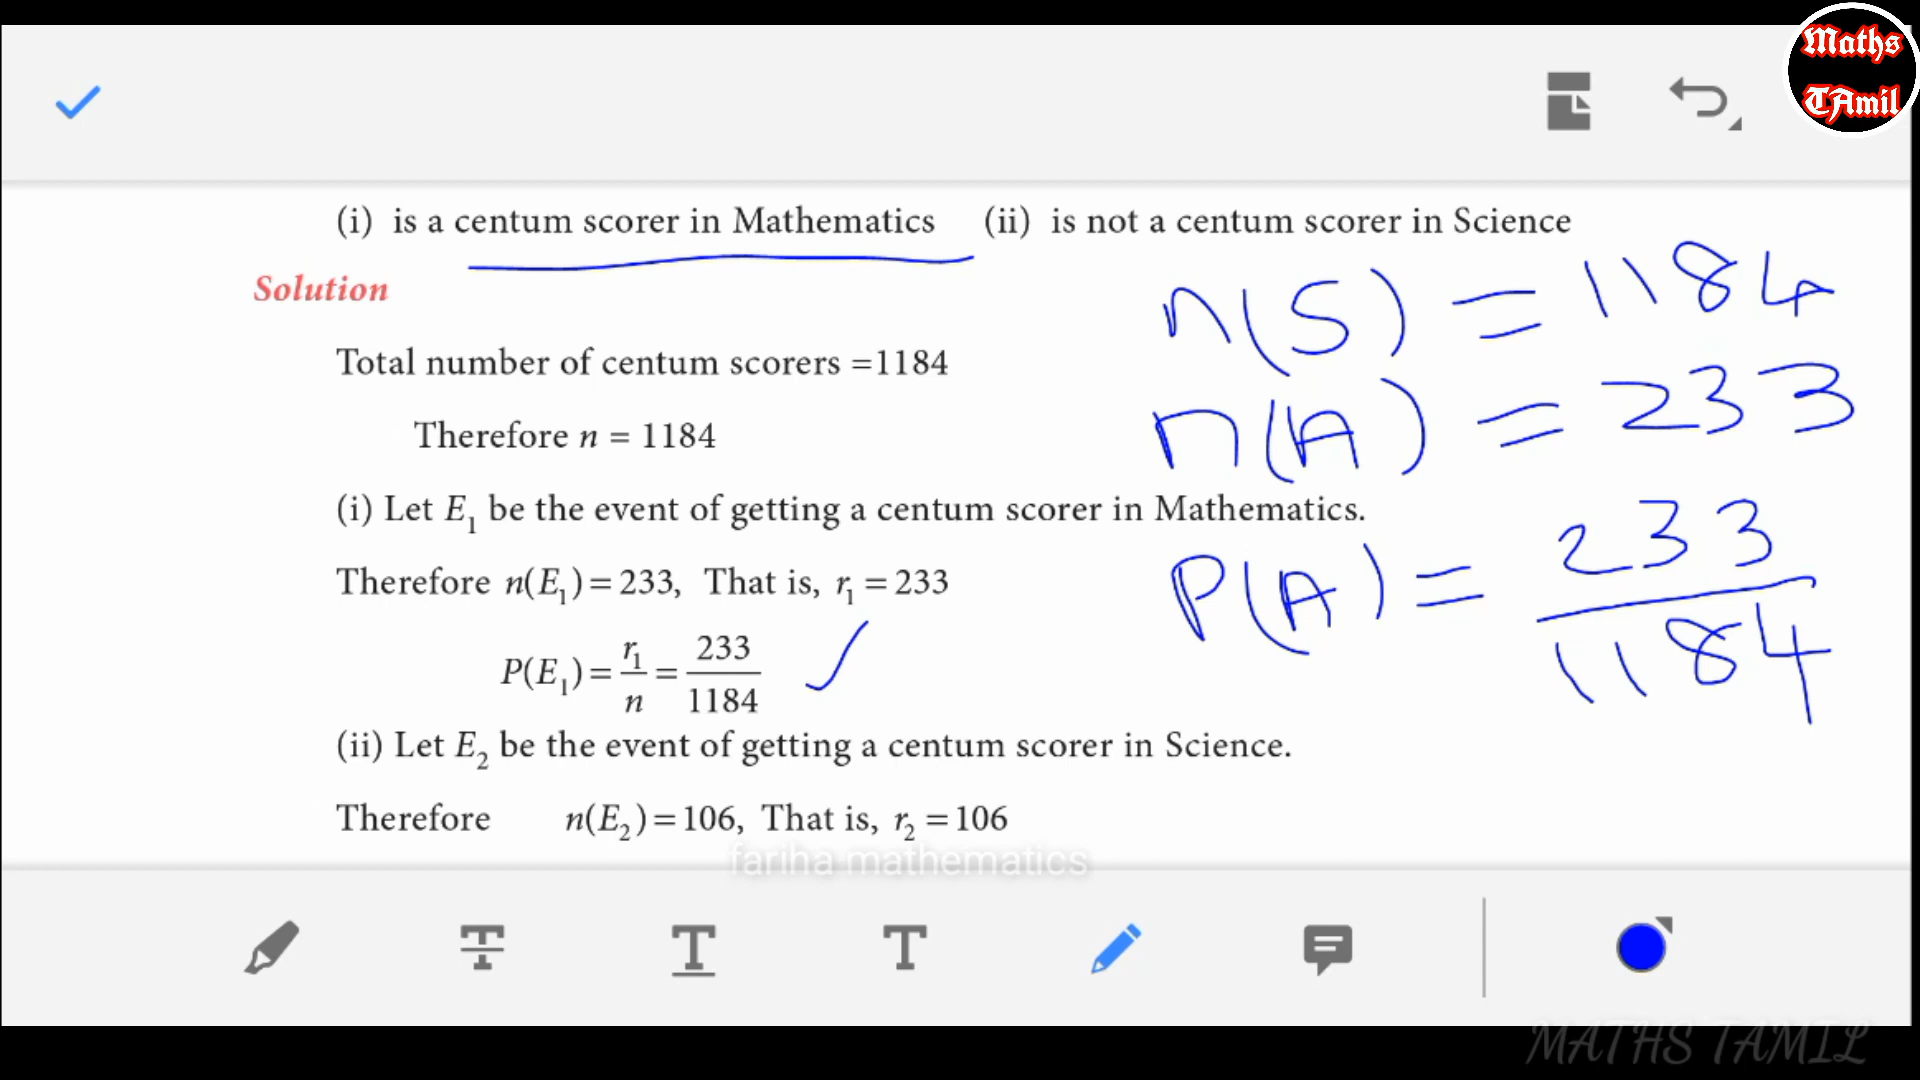 Maths
TAmil
(i) is a centum scorer in Mathematics (ii) is not a centum scorer in Science
Solution
n(S) = 1184
Total number of centum scorers =1184
n(A) = 233
Therefore n = 1184
(i) Let E₁ be the event of getting a centum scorer in Mathematics.
Therefore n(E₁) = 233, That is, r₁ = 233
P(A) = 233/1184
P(E₁) = r₁/n = 233/1184
(ii) Let E₂ be the event of getting a centum scorer in Science.
Therefore n(E₂) = 106, That is, r₂ = 106
fariha mathematics
T T T
MATHS TAMIL